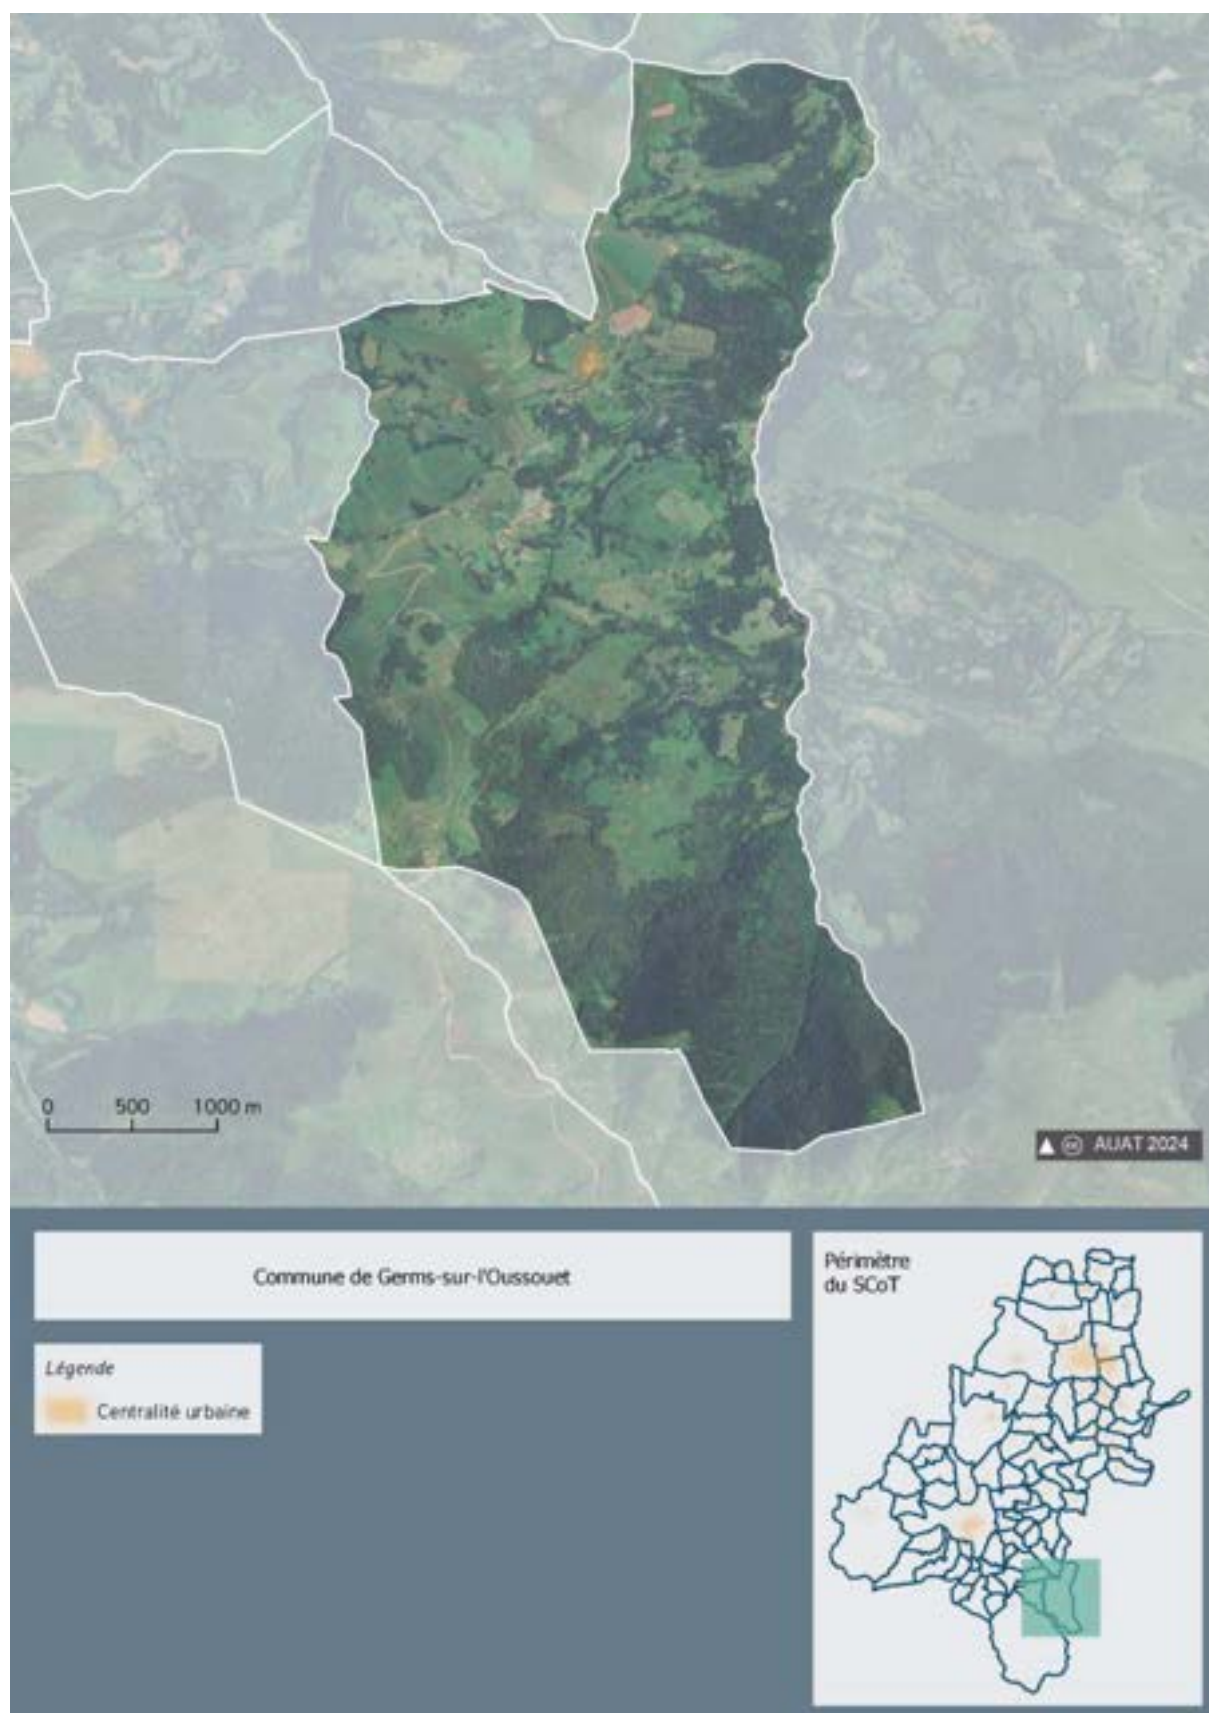 0 500 1000 m
AUAT 2024
Commune de Germs-sur-l'Oussouet
Légende
Centralité urbaine
Périmètre
du SCoT